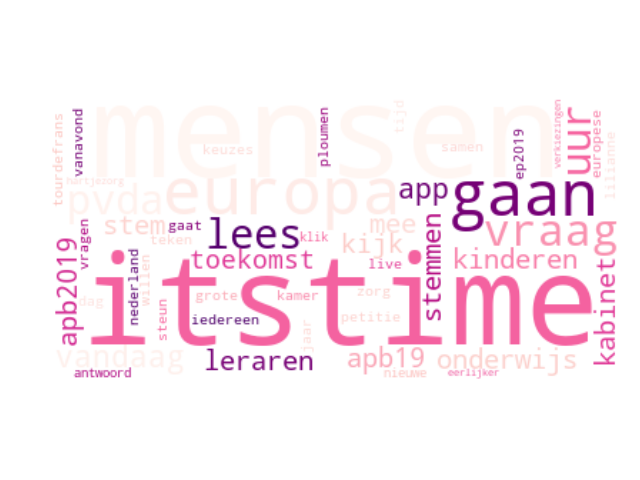 mensen
tourdefrans
vanavond
keuzes
ploumen
tijd
samen
ep2019
verkiezingen
uur
europese
lilianne
hartjezorg
pvda
europa
app
gaan
stem
gaat
lees
mee
vraag
vragen
teken
klik
kijk
stemmen
apb2019
nederland
willen
toekomst
live
kinderen
kabinet
itstime
dag
steun
grote
kamer
zorg
iedereen
jaar
petitie
vandaag
leraren
apb19
onderwijs
antwoord
nieuwe
eerlijker
g